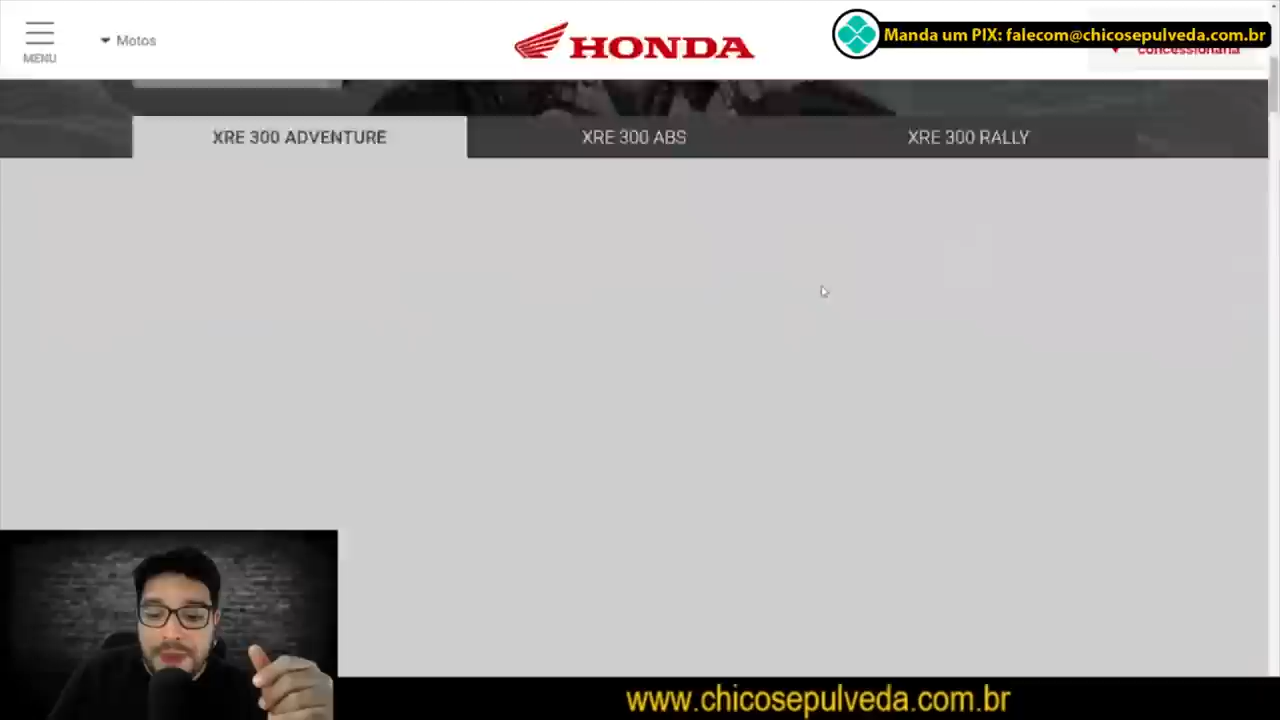 MENU
Motos
HONDA
Manda um PIX: falecom@chicosepulveda.com.br
concessionária
XRE 300 ADVENTURE
XRE 300 ABS
XRE 300 RALLY
www.chicosepulveda.com.br